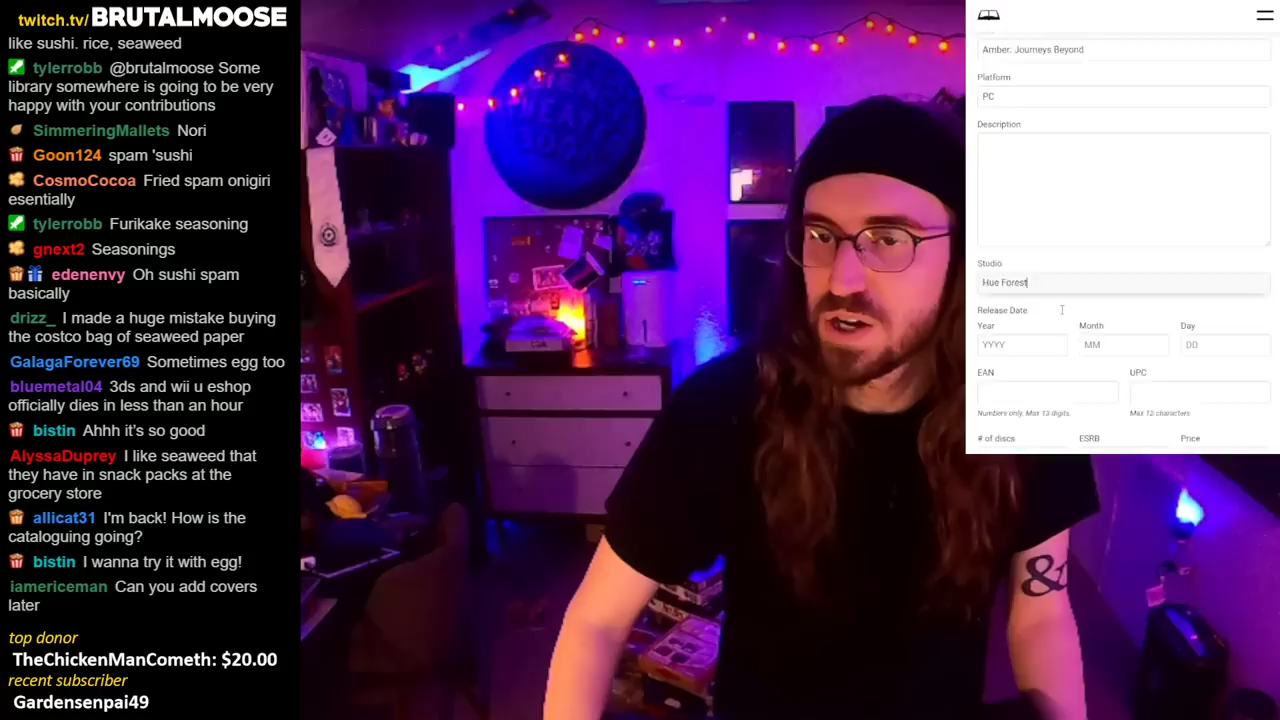 twitch.tv/BRUTALMOOSE
like sushi. rice, seaweed
tylerrobb @brutalmoose Some
library somewhere is going to be very
happy with your contributions
SimmeringMallets Nori
Goon124 spam 'sushi
CosmoCocoa Fried spam onigiri
esentially
tylerrobb Furikake seasoning
gnext2 Seasonings
edenenvy Oh sushi spam
basically
drizz_ I made a huge mistake buying
the costco bag of seaweed paper
GalagaForever69 Sometimes egg too
bluemetal04 3ds and wii u eshop
officially dies in less than an hour
bistin Ahhh it's so good
AlyssaDuprey I like seaweed that
they have in snack packs at the
grocery store
allicat31 I'm back! How is the
cataloguing going?
bistin I wanna try it with egg!
iamericeman Can you add covers
later
top donor
TheChickenManCometh: $20.00
recent subscriber
Gardensenpai49
Amber: Journeys Beyond
Platform
PC
Description
Studio
Hue Forest
Release Date
Year Month Day
YYYY MM DD
EAN UPC
Numbers only. Max 13 digits. Max 12 characters
# of discs ESRB Price
&